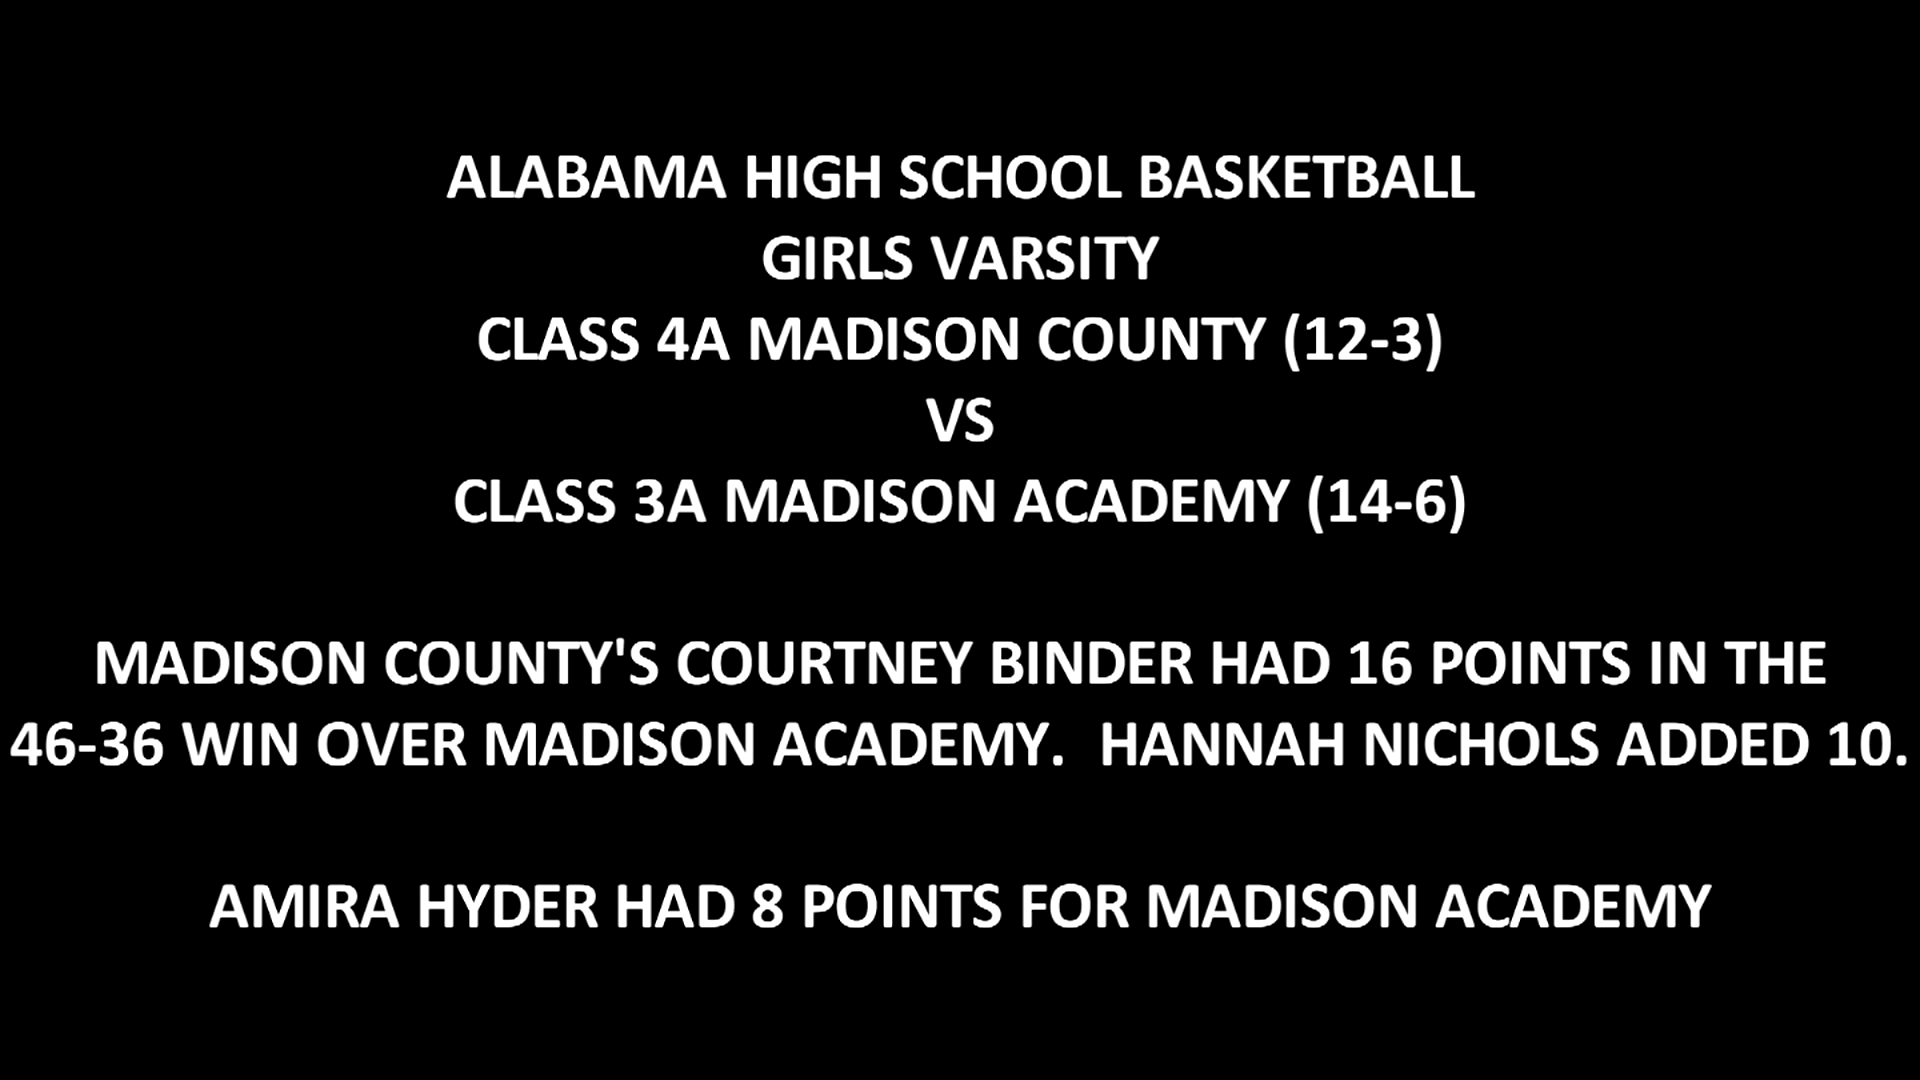 ALABAMA HIGH SCHOOL BASKETBALL
GIRLS VARSITY
CLASS 4A MADISON COUNTY (12-3)
VS
CLASS 3A MADISON ACADEMY (14-6)
MADISON COUNTY'S COURTNEY BINDER HAD 16 POINTS IN THE
46-36 WIN OVER MADISON ACADEMY.  HANNAH NICHOLS ADDED 10.
AMIRA HYDER HAD 8 POINTS FOR MADISON ACADEMY